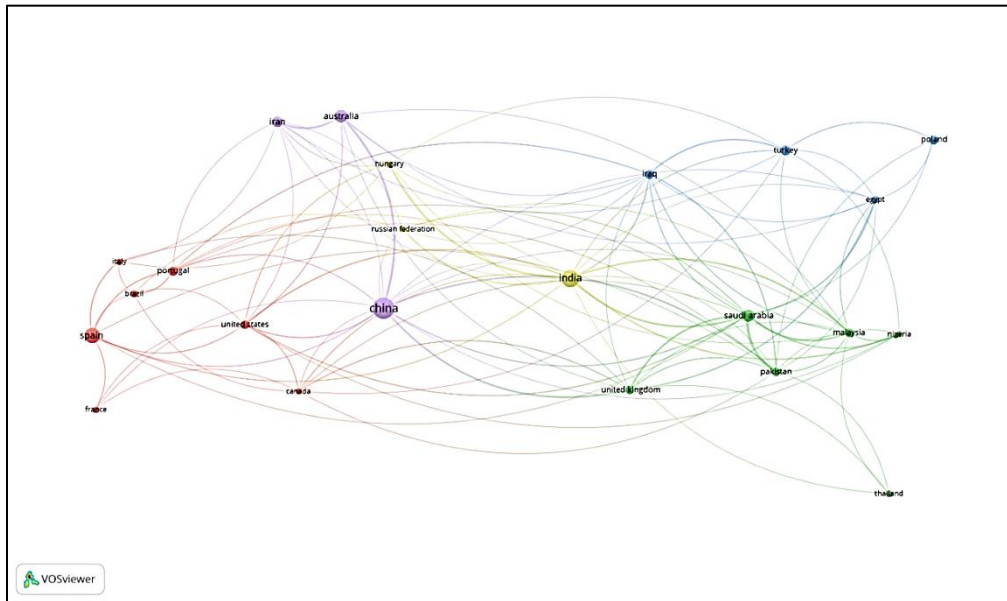 australia
iran
poland
turkey
hungary
iraq
egypt
russian federation
italy
portugal
india
brazil
china
saudi arabia
united states
spain
malaysia
nigeria
pakistan
united kingdom
canada
france
thailand
VOSviewer